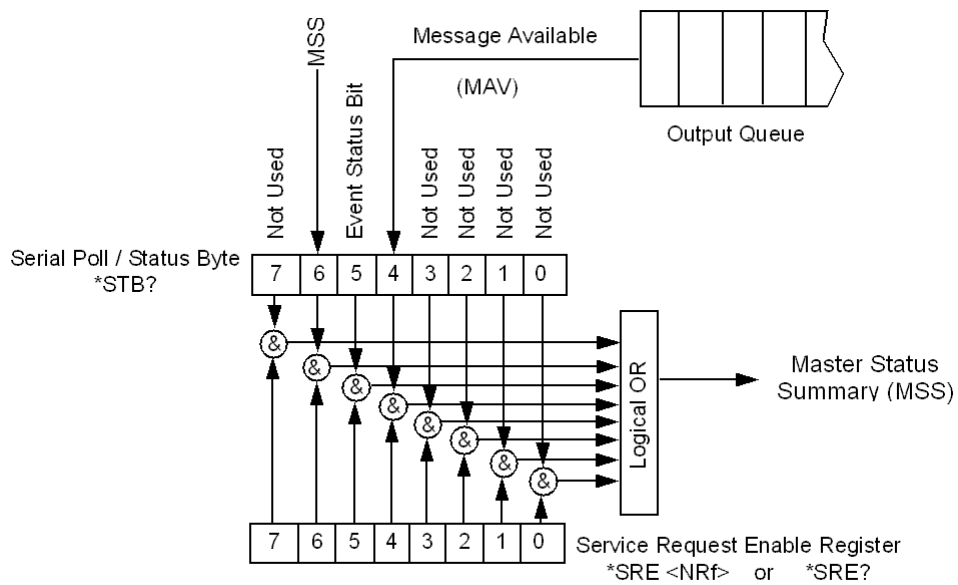 MSS
Message Available
(MAV)
Output Queue
Not Used
Event Status Bit
Not Used
Not Used
Not Used
Not Used
Serial Poll / Status Byte
*STB?
7 6 5 4 3 2 1 0
&
&
&
&
&
&
&
&
Logical OR
Master Status
Summary (MSS)
7 6 5 4 3 2 1 0
Service Request Enable Register
*SRE <NRf> or *SRE?